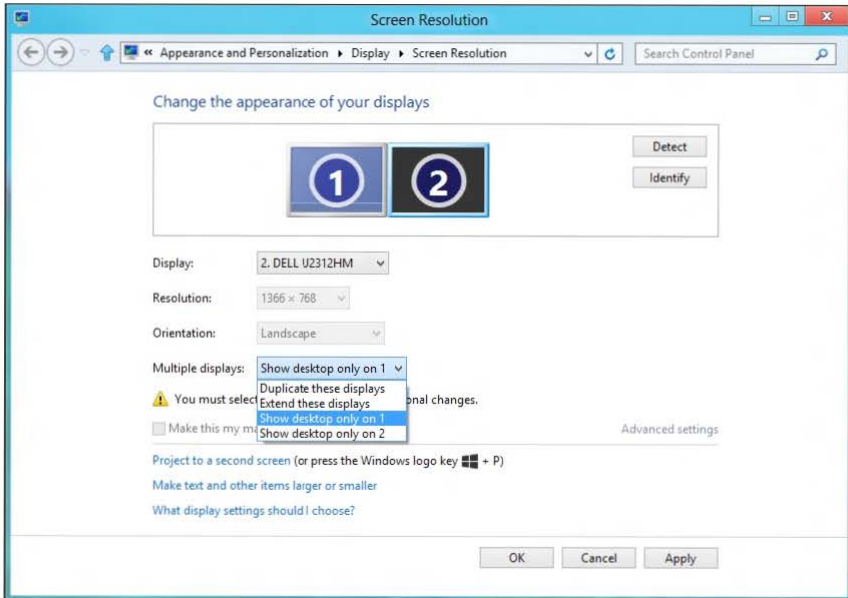 Screen Resolution
« Appearance and Personalization ▸ Display ▸ Screen Resolution
Search Control Panel
Change the appearance of your displays
1
2
Detect
Identify
Display:
2. DELL U2312HM
Resolution:
1366 × 768
Orientation:
Landscape
Multiple displays:
Show desktop only on 1
Duplicate these displays
Extend these displays
Show desktop only on 1
Show desktop only on 2
You must select
onal changes.
Make this my
Advanced settings
Project to a second screen (or press the Windows logo key + P)
Make text and other items larger or smaller
What display settings should I choose?
OK
Cancel
Apply